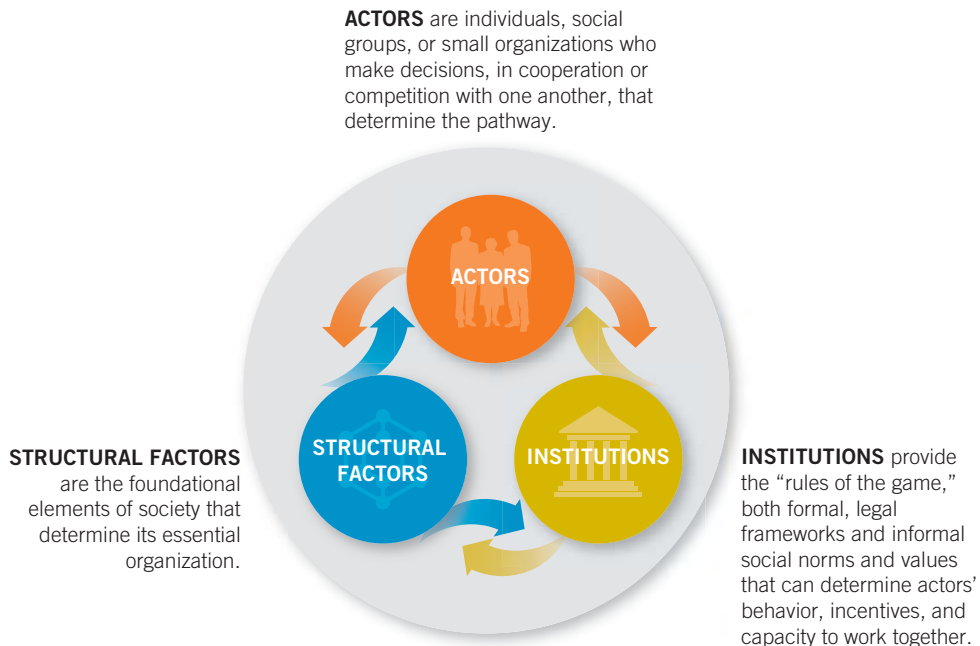 ACTORS are individuals, social
groups, or small organizations who
make decisions, in cooperation or
competition with one another, that
determine the pathway.
ACTORS
STRUCTURAL
FACTORS
INSTITUTIONS
STRUCTURAL FACTORS
are the foundational
elements of society that
determine its essential
organization.
INSTITUTIONS provide
the “rules of the game,”
both formal, legal
frameworks and informal
social norms and values
that can determine actors’
behavior, incentives, and
capacity to work together.